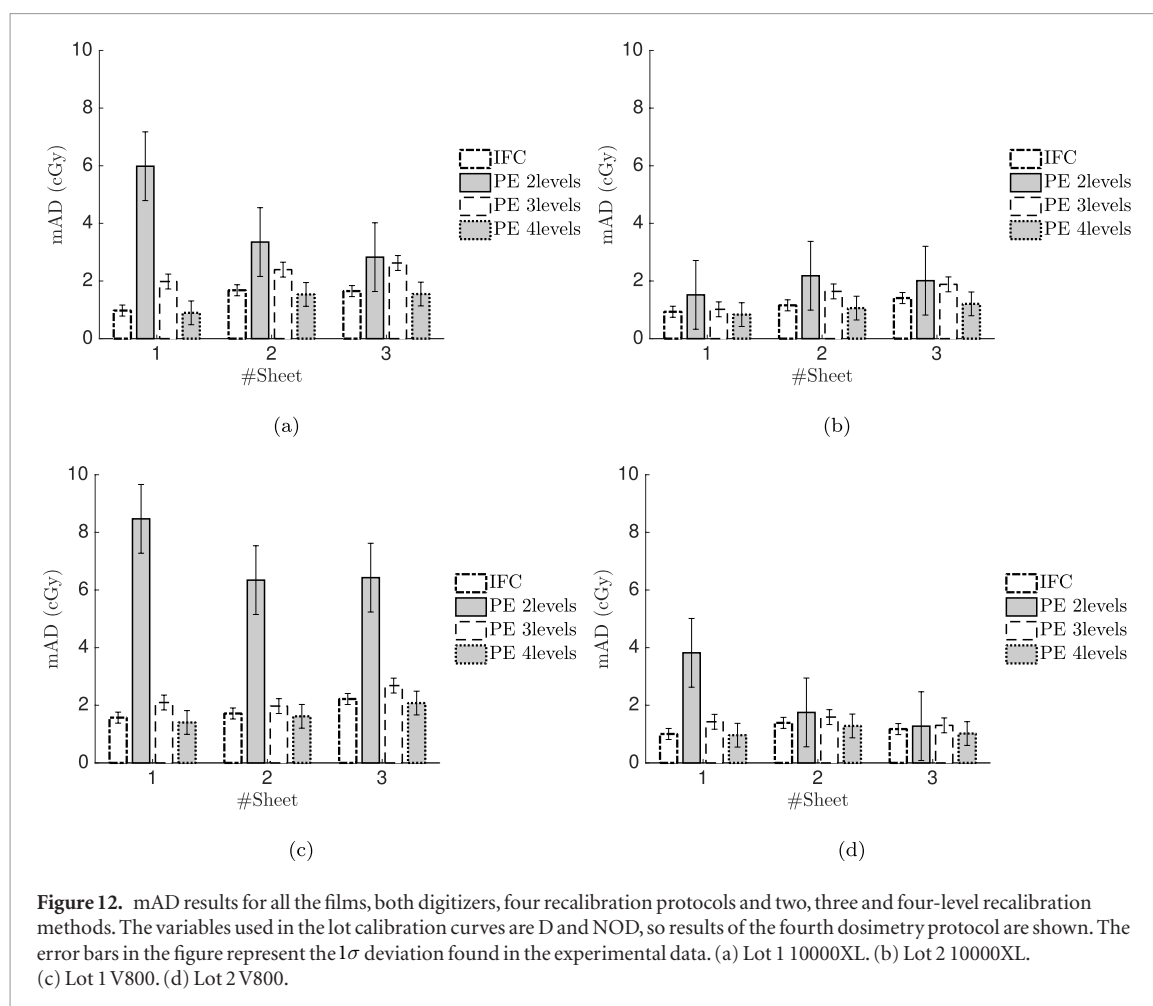 10
8
6
4
2
0
mAD (cGy)
1 2 3
#Sheet
IFC
PE 2levels
PE 3levels
PE 4levels
(a)
10
8
6
4
2
0
mAD (cGy)
1 2 3
#Sheet
IFC
PE 2levels
PE 3levels
PE 4levels
(b)
10
8
6
4
2
0
mAD (cGy)
1 2 3
#Sheet
IFC
PE 2levels
PE 3levels
PE 4levels
(c)
10
8
6
4
2
0
mAD (cGy)
1 2 3
#Sheet
IFC
PE 2levels
PE 3levels
PE 4levels
(d)
Figure 12. mAD results for all the films, both digitizers, four recalibration protocols and two, three and four-level recalibration
methods. The variables used in the lot calibration curves are D and NOD, so results of the fourth dosimetry protocol are shown. The
error bars in the figure represent the 1σ deviation found in the experimental data. (a) Lot 1 10000XL. (b) Lot 2 10000XL.
(c) Lot 1 V800. (d) Lot 2 V800.